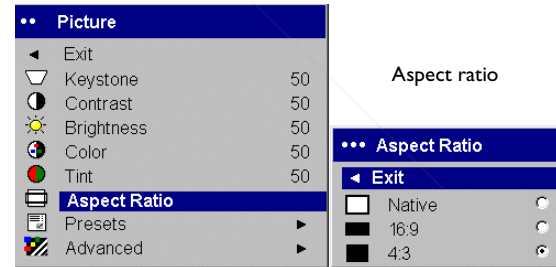 Picture
Exit
Keystone 50
Contrast 50
Brightness 50
Color 50
Tint 50
Aspect Ratio
Presets
Advanced
Aspect ratio
Aspect Ratio
Exit
Native
16:9
4:3